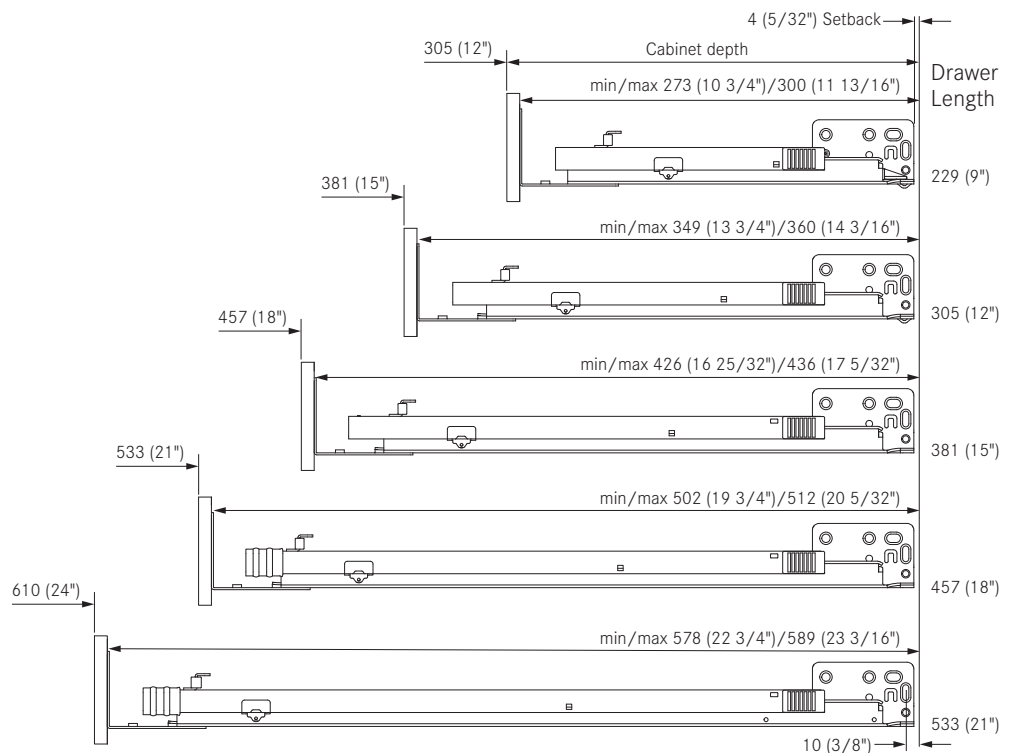 4 (5/32") Setback
305 (12")
Cabinet depth
min/max 273 (10 3/4")/300 (11 13/16")
Drawer
Length
229 (9")
381 (15")
min/max 349 (13 3/4")/360 (14 3/16")
305 (12")
457 (18")
min/max 426 (16 25/32")/436 (17 5/32")
381 (15")
533 (21")
min/max 502 (19 3/4")/512 (20 5/32")
457 (18")
610 (24")
min/max 578 (22 3/4")/589 (23 3/16")
533 (21")
10 (3/8")